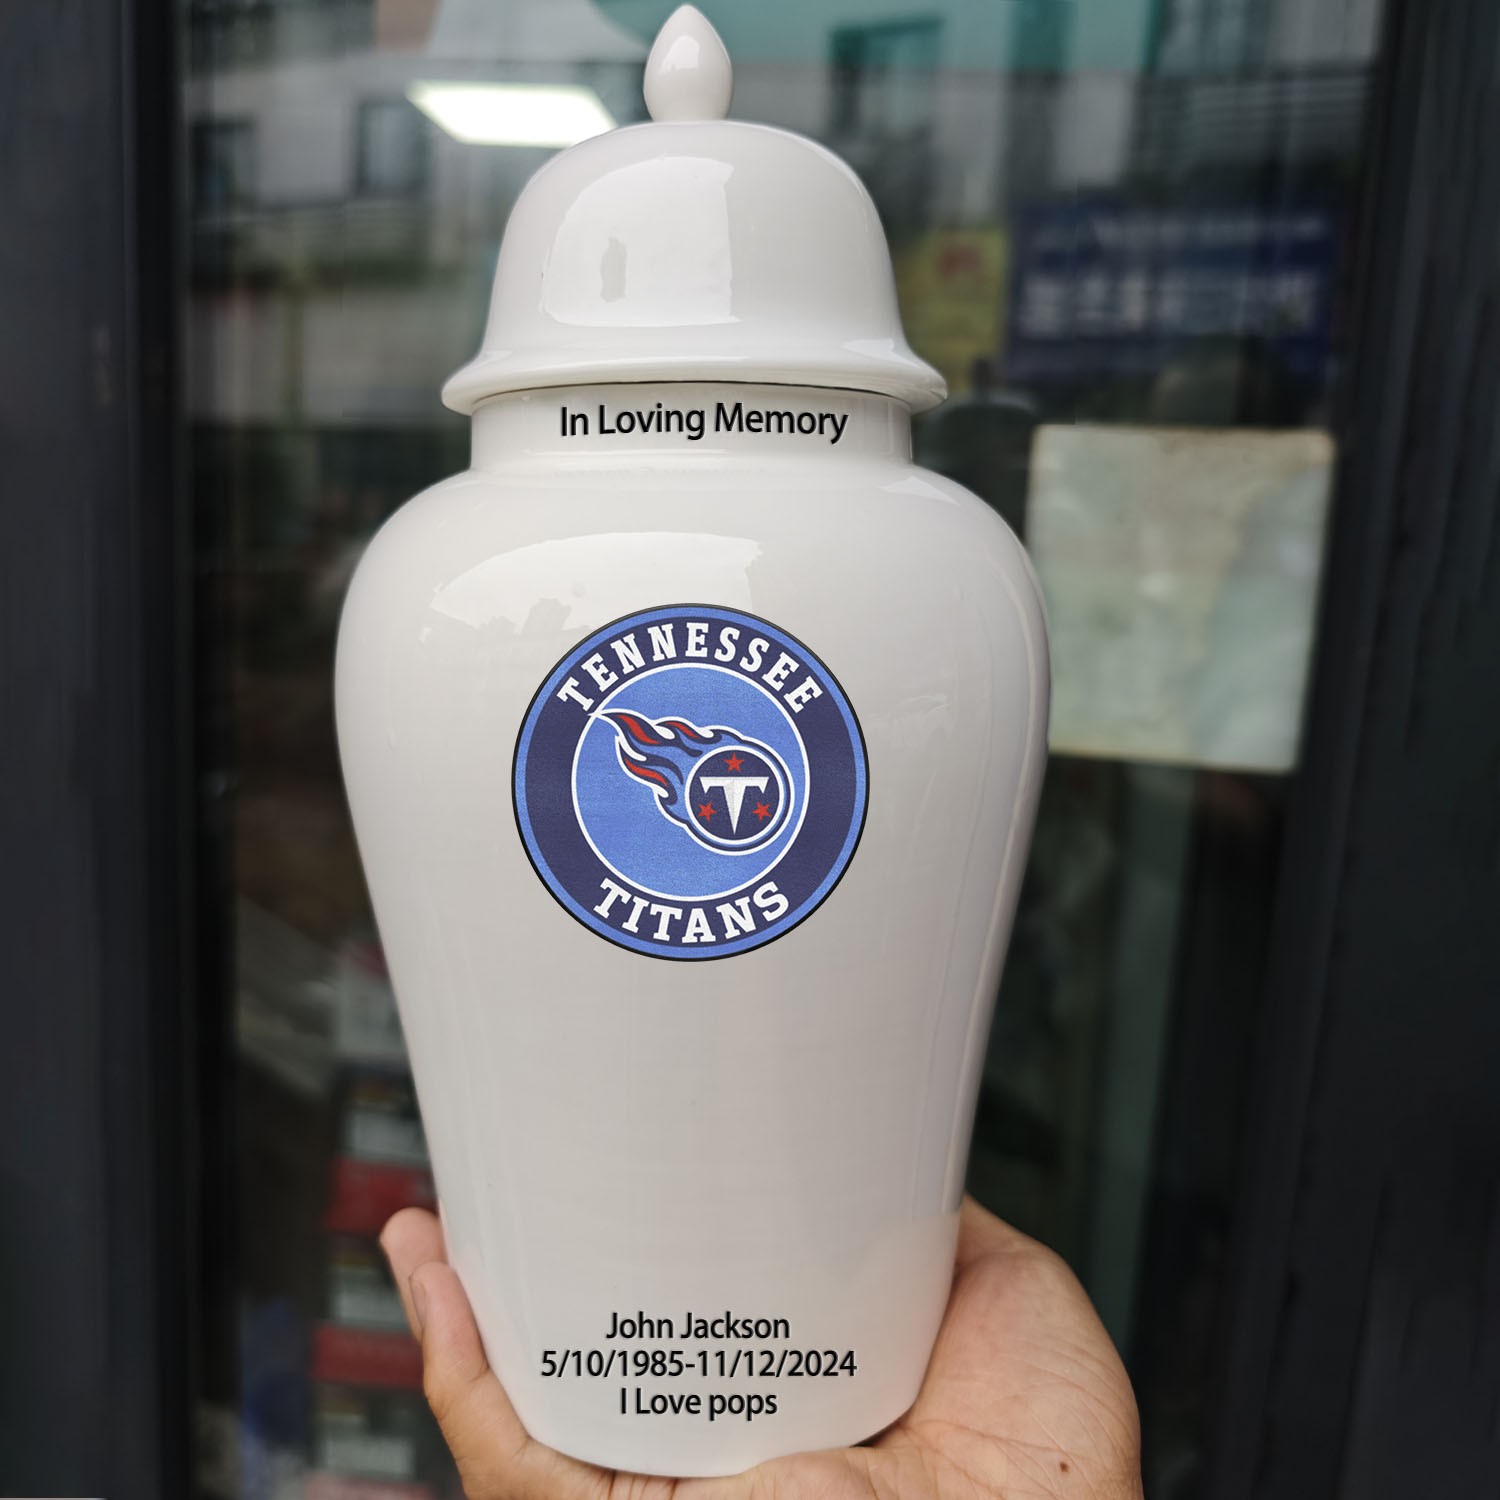 In Loving Memory
TENNESSEE
T
TITANS
John Jackson
5/10/1985-11/12/2024
I Love pops